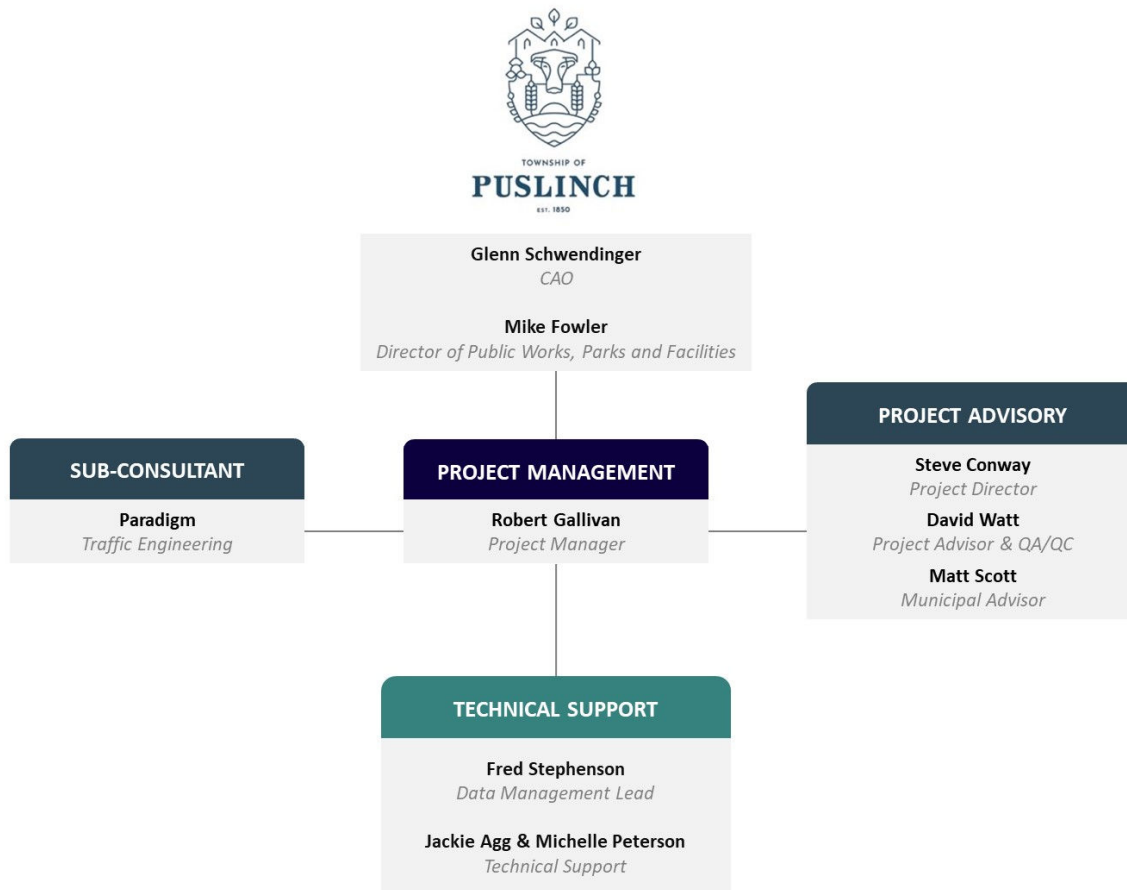 TOWNSHIP OF
PUSLINCH
EST. 1850
Glenn Schwendinger
CAO
Mike Fowler
Director of Public Works, Parks and Facilities
SUB-CONSULTANT
Paradigm
Traffic Engineering
PROJECT MANAGEMENT
Robert Gallivan
Project Manager
PROJECT ADVISORY
Steve Conway
Project Director
David Watt
Project Advisor & QA/QC
Matt Scott
Municipal Advisor
TECHNICAL SUPPORT
Fred Stephenson
Data Management Lead
Jackie Agg & Michelle Peterson
Technical Support